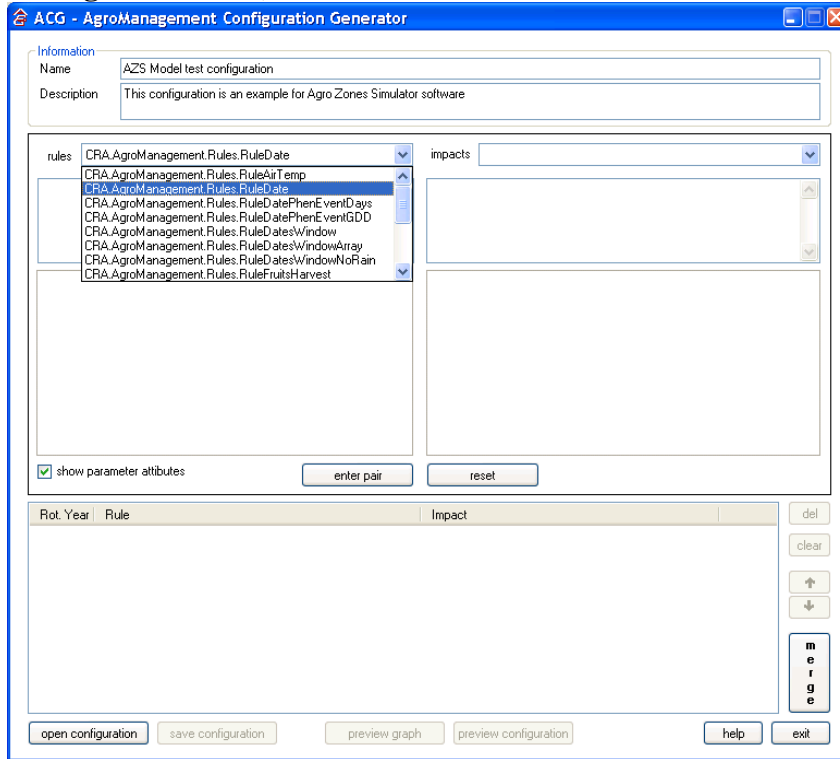 ACG - AgroManagement Configuration Generator
Information
Name AZS Model test configuration
Description This configuration is an example for Agro Zones Simulator software
rules CRA.AgroManagement.Rules.RuleDate impacts
CRA.AgroManagement.Rules.RuleAirTemp
CRA.AgroManagement.Rules.RuleDate
CRA.AgroManagement.Rules.RuleDatePhenEventDays
CRA.AgroManagement.Rules.RuleDatePhenEventGDD
CRA.AgroManagement.Rules.RuleDatesWindow
CRA.AgroManagement.Rules.RuleDatesWindowArray
CRA.AgroManagement.Rules.RuleDatesWindowNoRain
CRA.AgroManagement.Rules.RuleFruitsHarvest
show parameter attibutes enter pair reset
Rot. Year Rule Impact del
clear
merge
open configuration save configuration preview graph preview configuration help exit